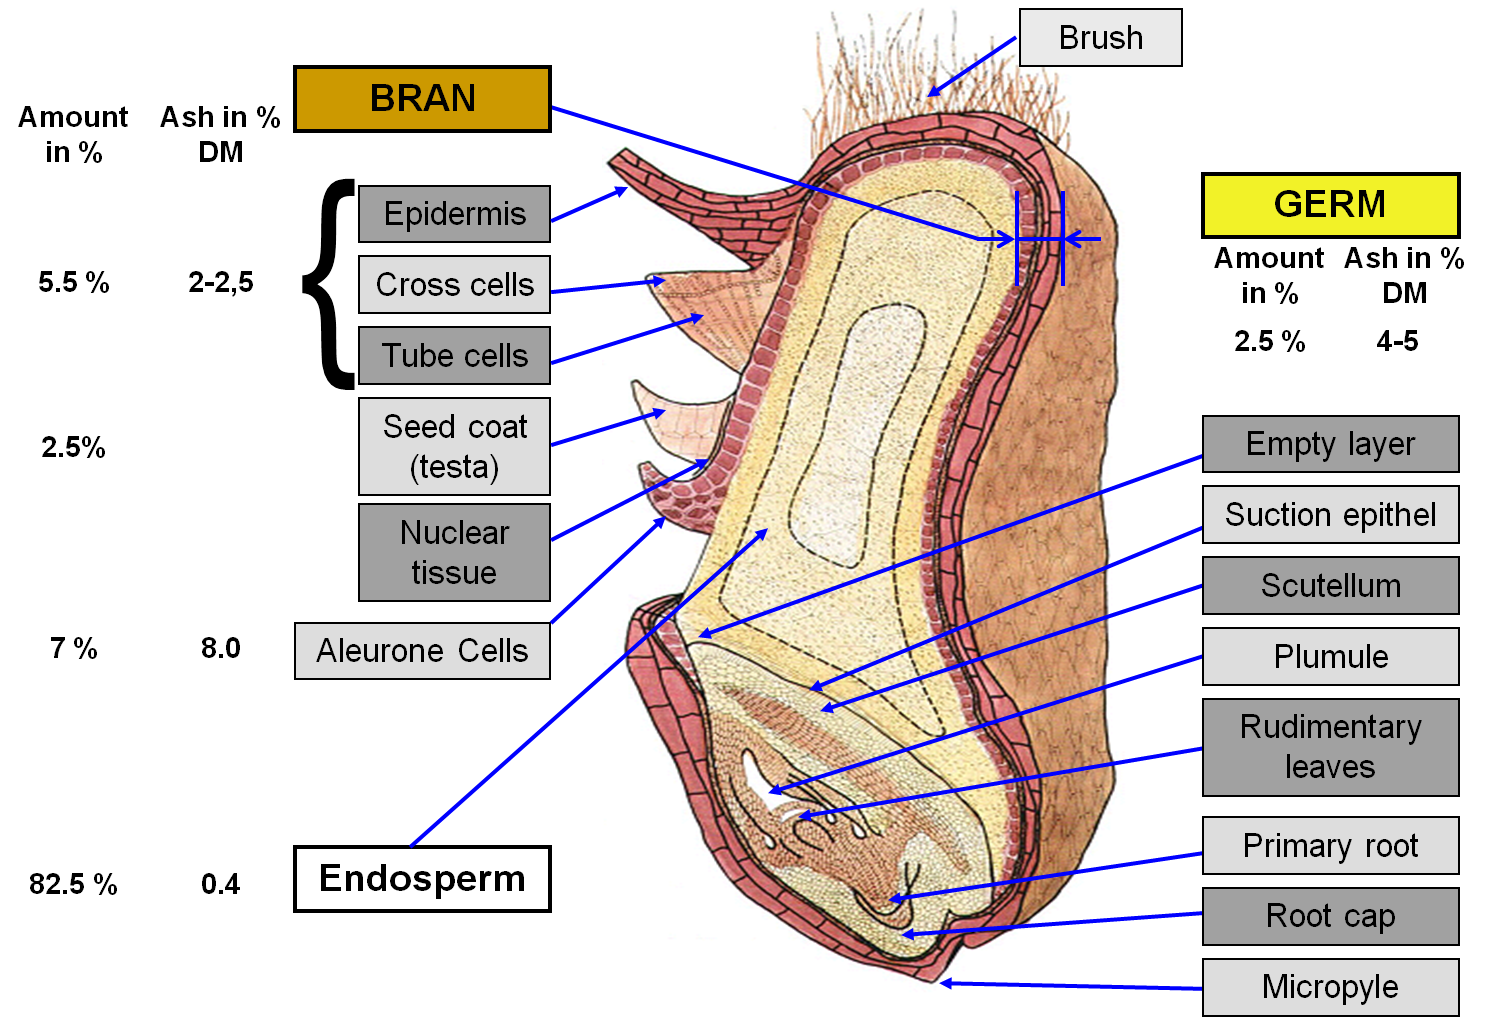 Brush
BRAN
Amount
in %
Ash in %
DM
Epidermis
5.5 %
2-2,5
Cross cells
Tube cells
Seed coat
(testa)
2.5%
Nuclear
tissue
7 %
8.0
Aleurone Cells
82.5 %
0.4
Endosperm
GERM
Amount
in %
Ash in %
DM
2.5 %
4-5
Empty layer
Suction epithel
Scutellum
Plumule
Rudimentary
leaves
Primary root
Root cap
Micropyle